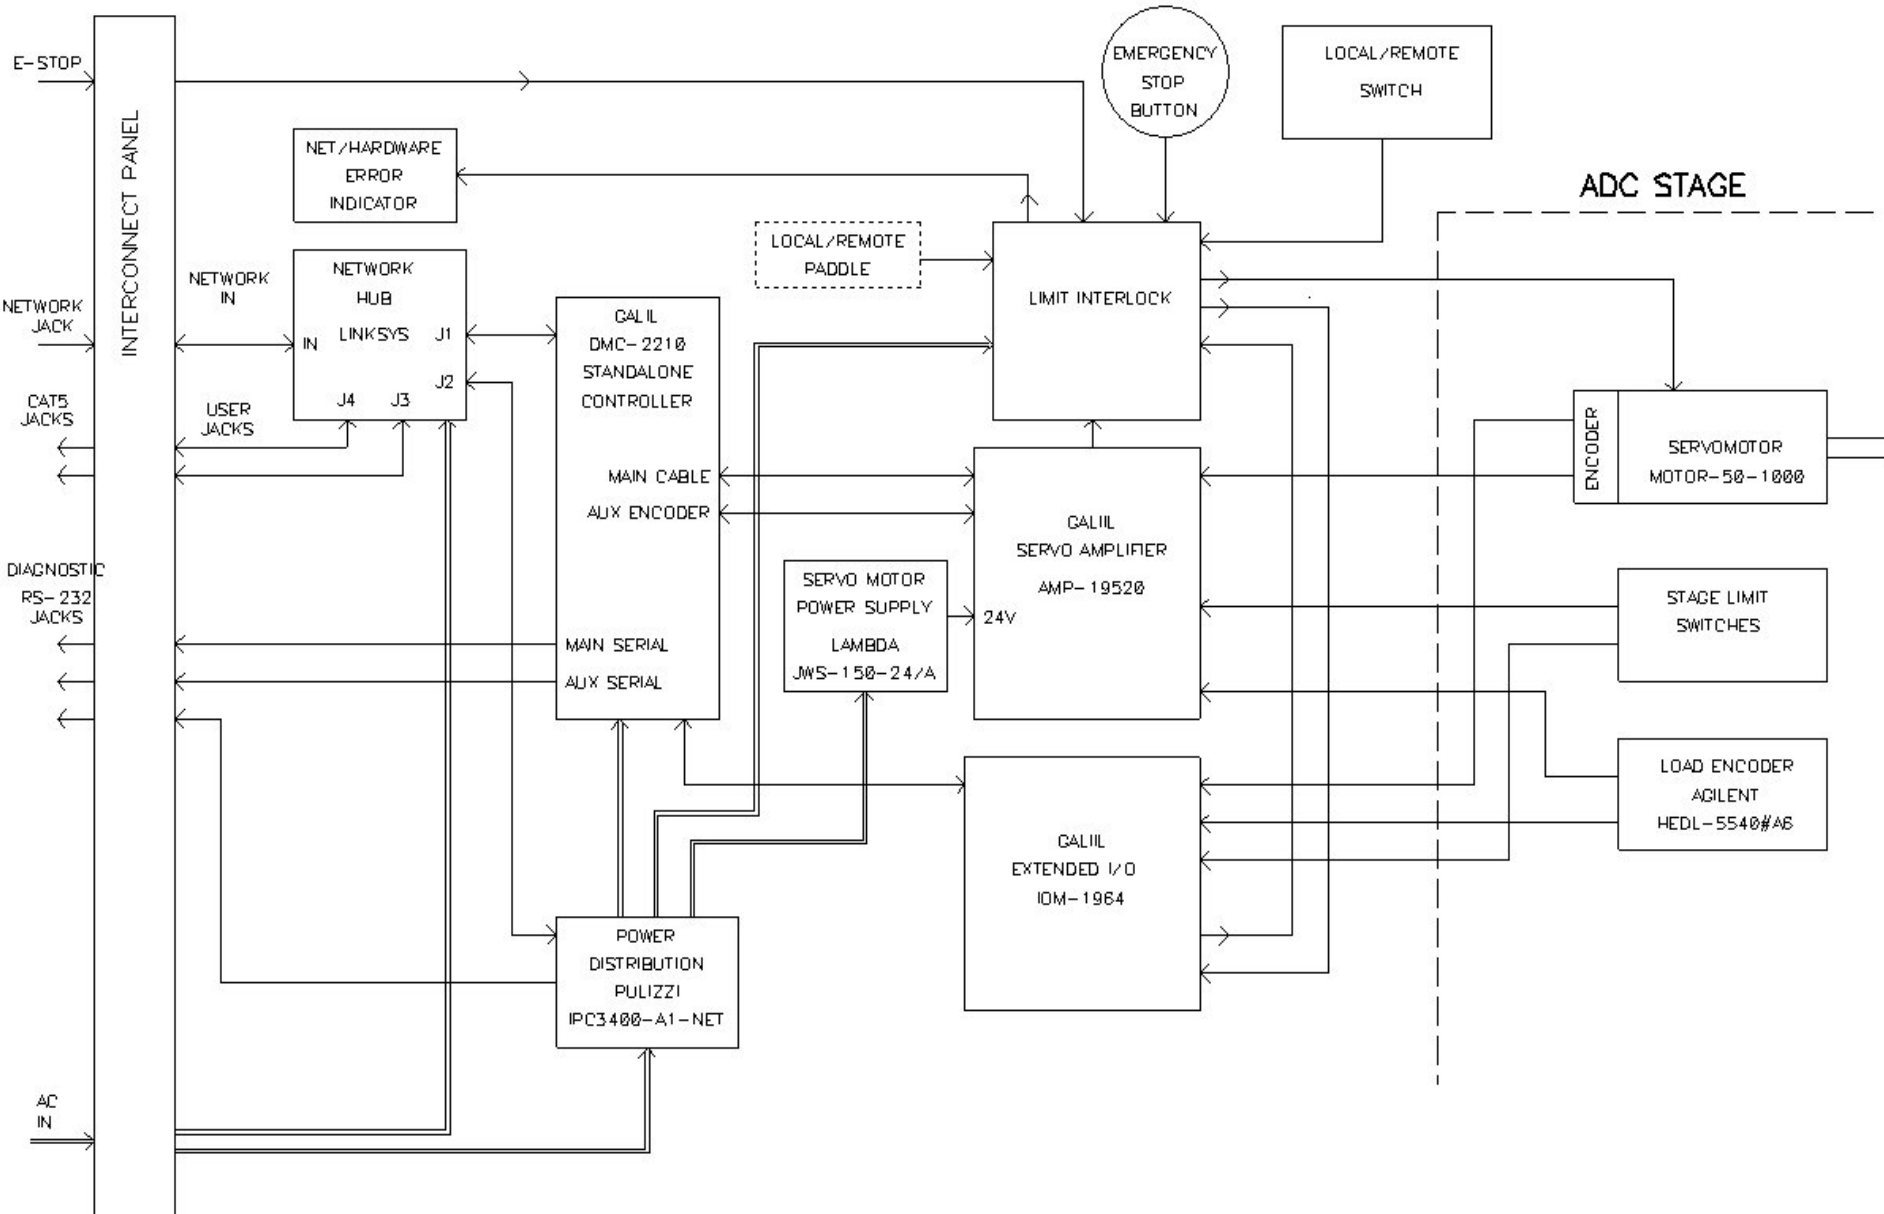 E-STOP
INTERCONNECT PANEL
NETWORK
JACK
CAT5
JACKS
DIAGNOSTIC
RS-232
JACKS
AC
IN
NETWORK
IN
USER
JACKS
NET/HARDWARE
ERROR
INDICATOR
NETWORK
HUB
LINKSYS
IN
J1
J2
J4
J3
GALIL
DMC-2210
STANDALONE
CONTROLLER
MAIN CABLE
AUX ENCODER
MAIN SERIAL
AUX SERIAL
POWER
DISTRIBUTION
PULIZZI
IPC3400-A1-NET
LOCAL/REMOTE
PADDLE
SERVO MOTOR
POWER SUPPLY
LAMBDA
JWS-150-24/A
EMERGENCY
STOP
BUTTON
LOCAL/REMOTE
SWITCH
LIMIT INTERLOCK
GALIIL
SERVO AMPLIFIER
AMP-19520
24V
GALIIL
EXTENDED I/O
IOM-1964
ADC STAGE
ENCODER
SERVOMOTOR
MOTOR-50-1000
STAGE LIMIT
SWITCHES
LOAD ENCODER
AGILENT
HEDL-5540#A6